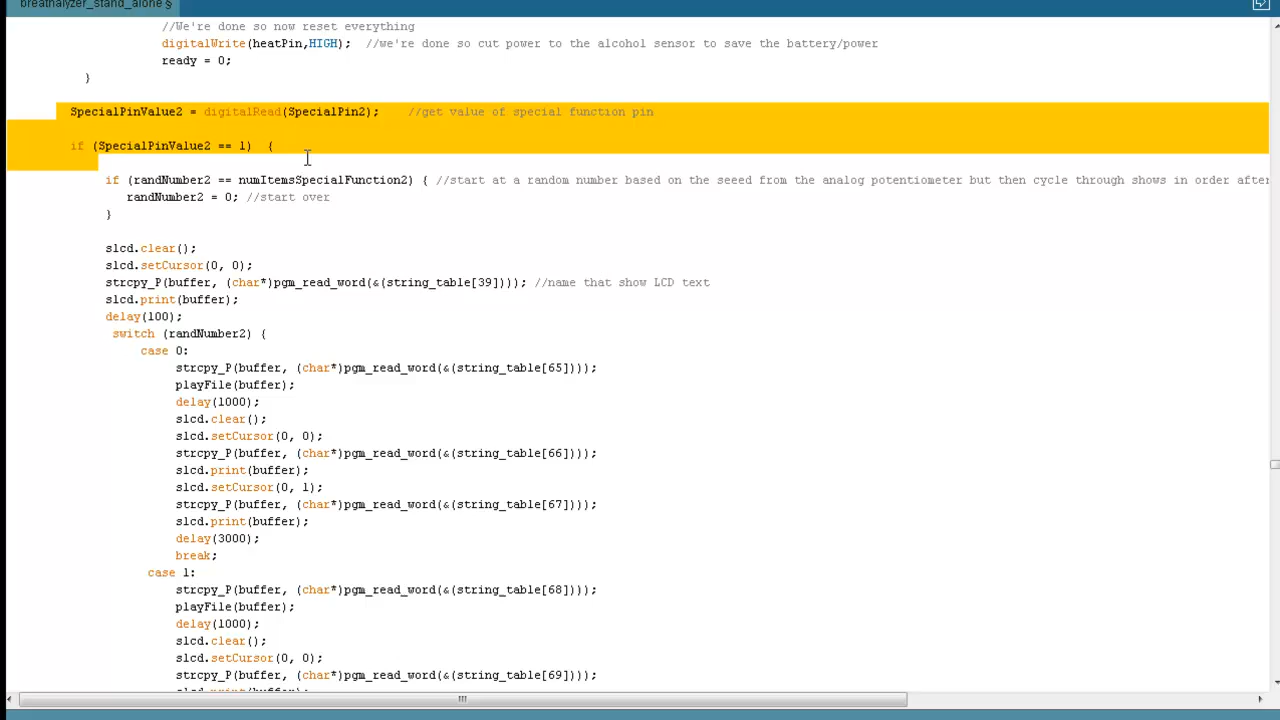 breathalyzer_stand_alone §
//We're done so now reset everything
digitalWrite(heatPin,HIGH); //we're done so cut power to the alcohol sensor to save the battery/power
ready = 0;
}
SpecialPinValue2 = digitalRead(SpecialPin2); //get value of special function pin
if (SpecialPinValue2 == 1) {
if (randNumber2 == numItemsSpecialFunction2) { //start at a random number based on the seeed from the analog potentiometer but then cycle through shows in order after
randNumber2 = 0; //start over
}
slcd.clear();
slcd.setCursor(0, 0);
strcpy_P(buffer, (char*)pgm_read_word(&(string_table[39]))); //name that show LCD text
slcd.print(buffer);
delay(100);
switch (randNumber2) {
case 0:
strcpy_P(buffer, (char*)pgm_read_word(&(string_table[65])));
playFile(buffer);
delay(1000);
slcd.clear();
slcd.setCursor(0, 0);
strcpy_P(buffer, (char*)pgm_read_word(&(string_table[66])));
slcd.print(buffer);
slcd.setCursor(0, 1);
strcpy_P(buffer, (char*)pgm_read_word(&(string_table[67])));
slcd.print(buffer);
delay(3000);
break;
case 1:
strcpy_P(buffer, (char*)pgm_read_word(&(string_table[68])));
playFile(buffer);
delay(1000);
slcd.clear();
slcd.setCursor(0, 0);
strcpy_P(buffer, (char*)pgm_read_word(&(string_table[69])));